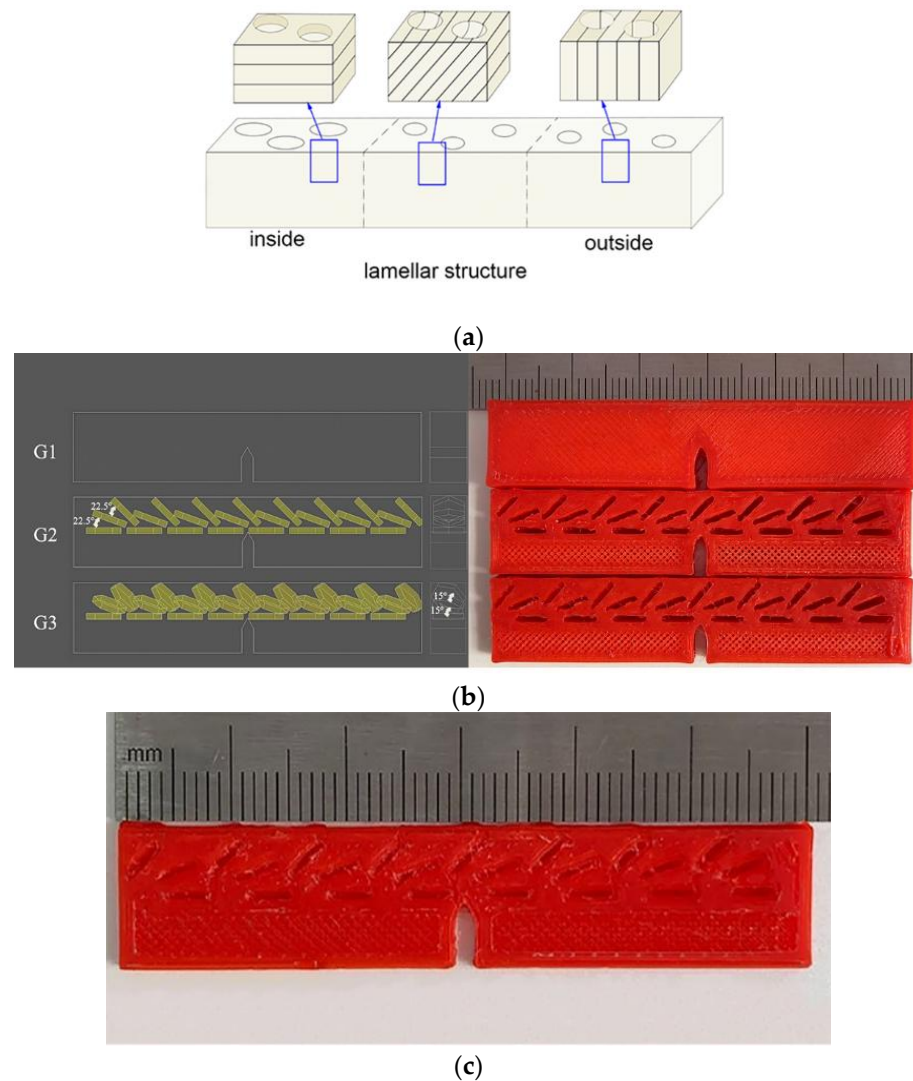 inside
outside
lamellar structure
(a)
G1
22.5°
22.5°
G2
15°
15°
G3
(b)
mm
(c)